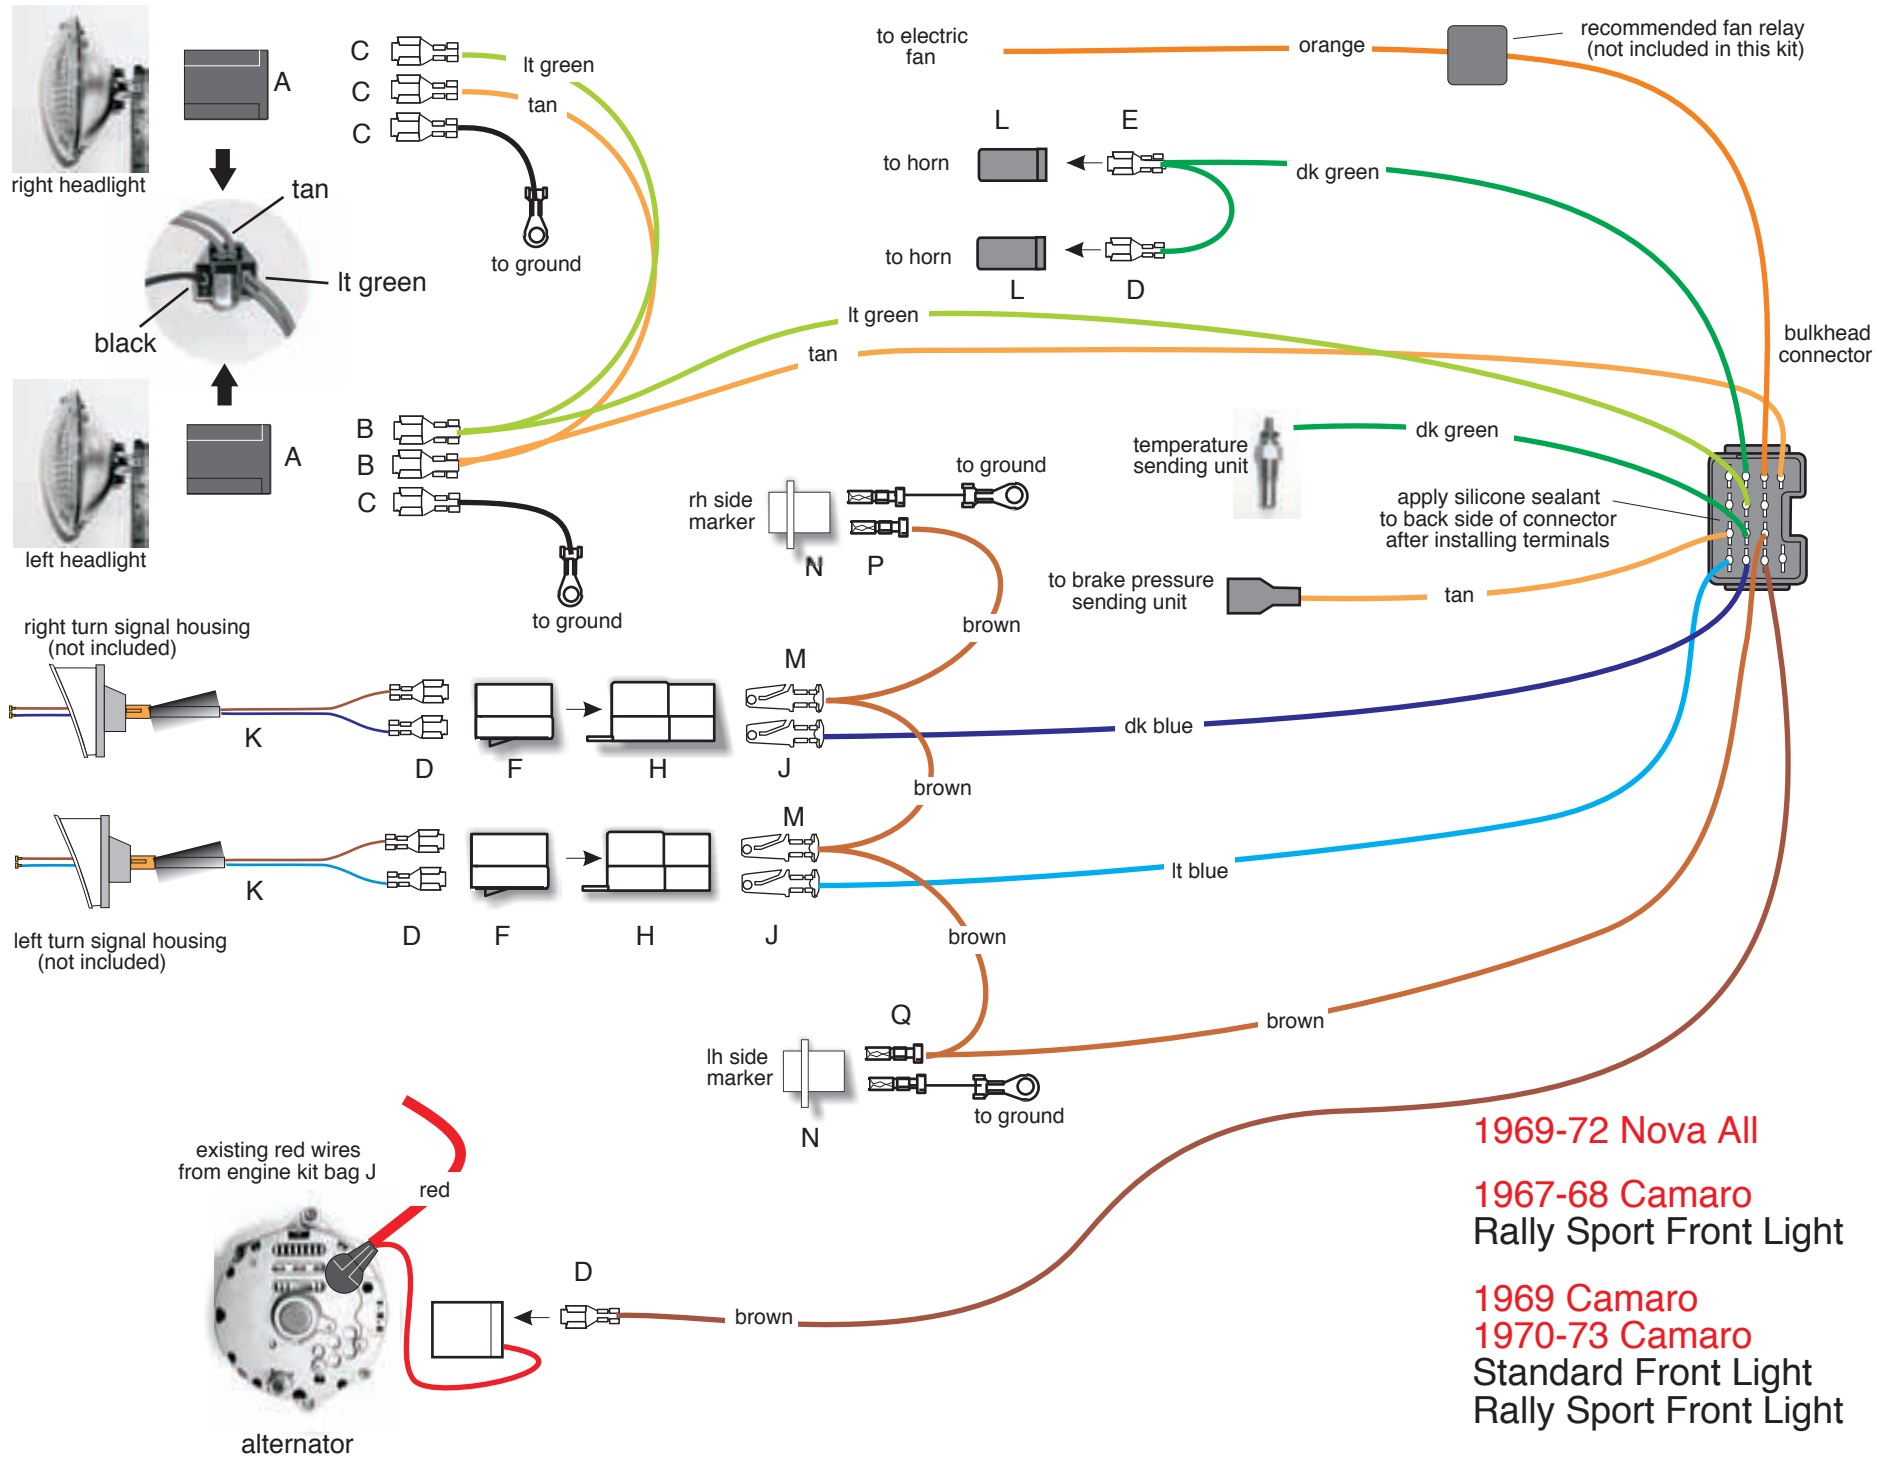 to electric
fan
orange
recommended fan relay
(not included in this kit)
C
lt green
A
C
tan
C
L
E
to horn
dk green
right headlight
tan
to ground
to horn
L
D
lt green
black
lt green
tan
bulkhead
connector
B
A
B
C
left headlight
temperature
sending unit
dk green
to ground
rh side
marker
N
P
apply silicone sealant
to back side of connector
after installing terminals
to brake pressure
sending unit
tan
to ground
brown
right turn signal housing
(not included)
K
D
F
H
M
J
dk blue
brown
M
K
lt blue
D
F
H
J
left turn signal housing
(not included)
brown
Q
brown
lh side
marker
N
to ground
existing red wires
from engine kit bag J
red
D
brown
alternator
1969-72 Nova All
1967-68 Camaro
Rally Sport Front Light
1969 Camaro
1970-73 Camaro
Standard Front Light
Rally Sport Front Light